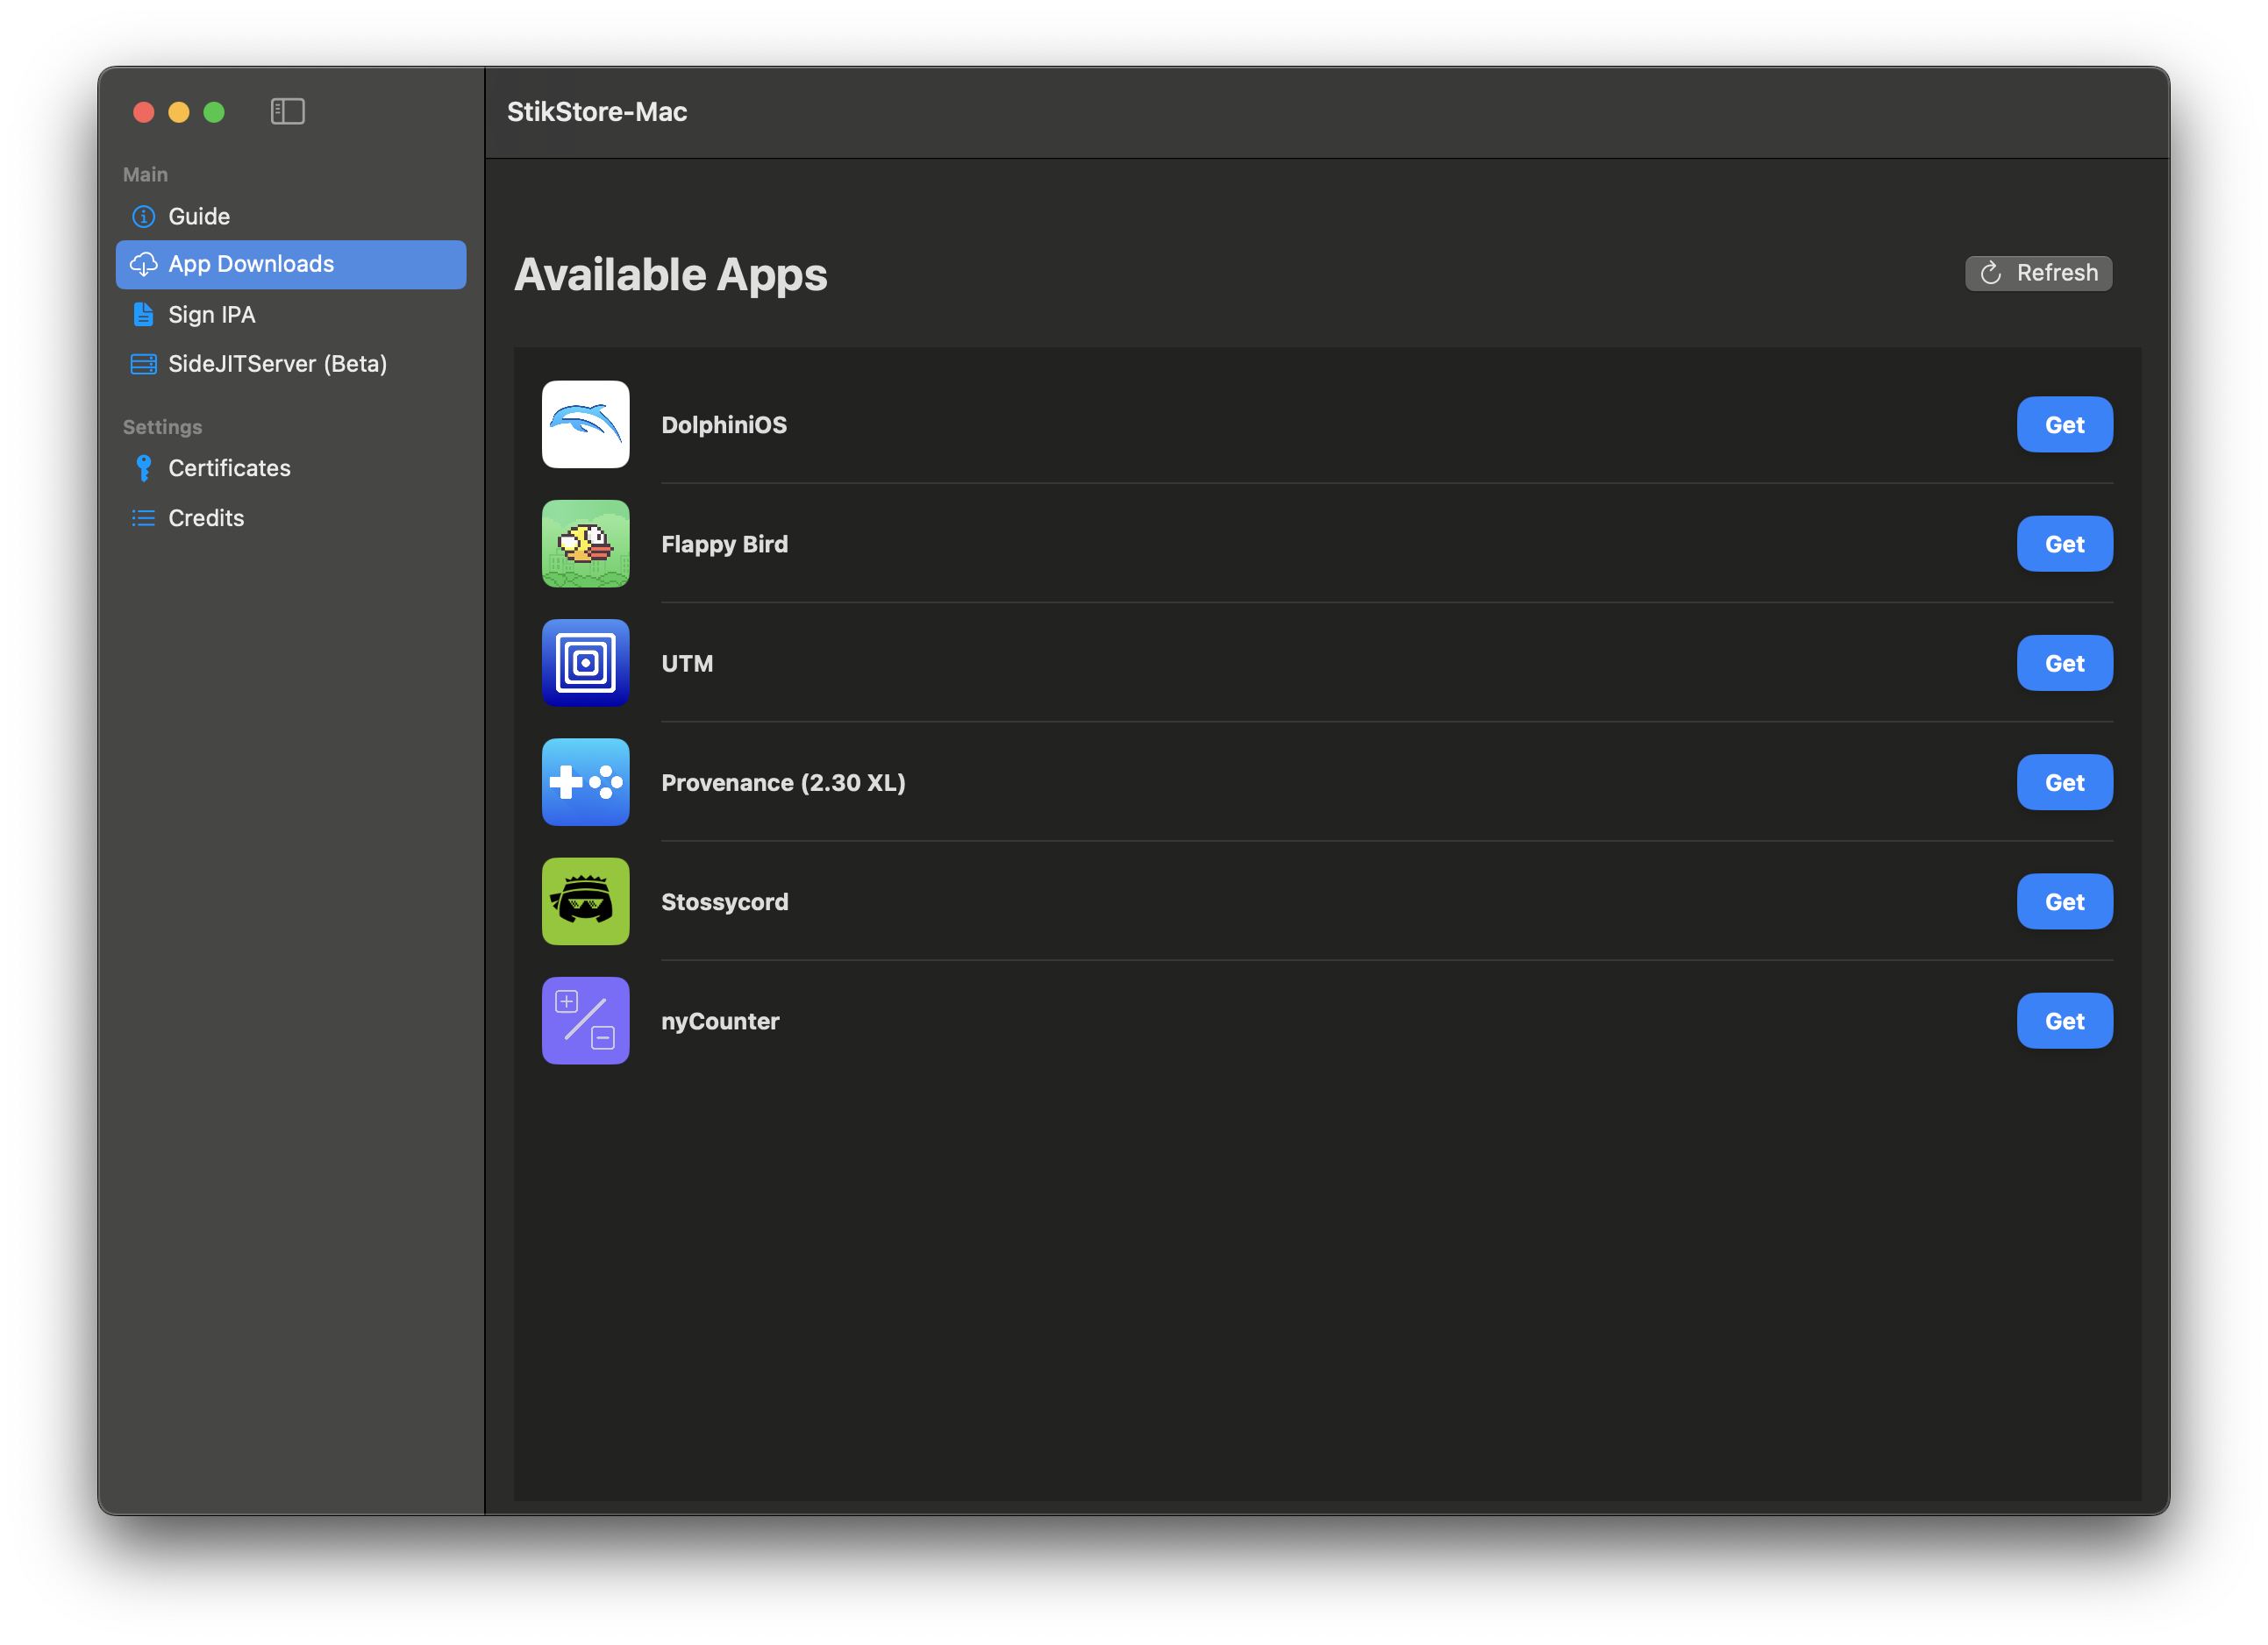 StikStore-Mac
Main
Guide
App Downloads
Sign IPA
SideJITServer (Beta)
Settings
Certificates
Credits
Available Apps
Refresh
DolphiniOS
Get
Flappy Bird
Get
UTM
Get
Provenance (2.30 XL)
Get
Stossycord
Get
nyCounter
Get